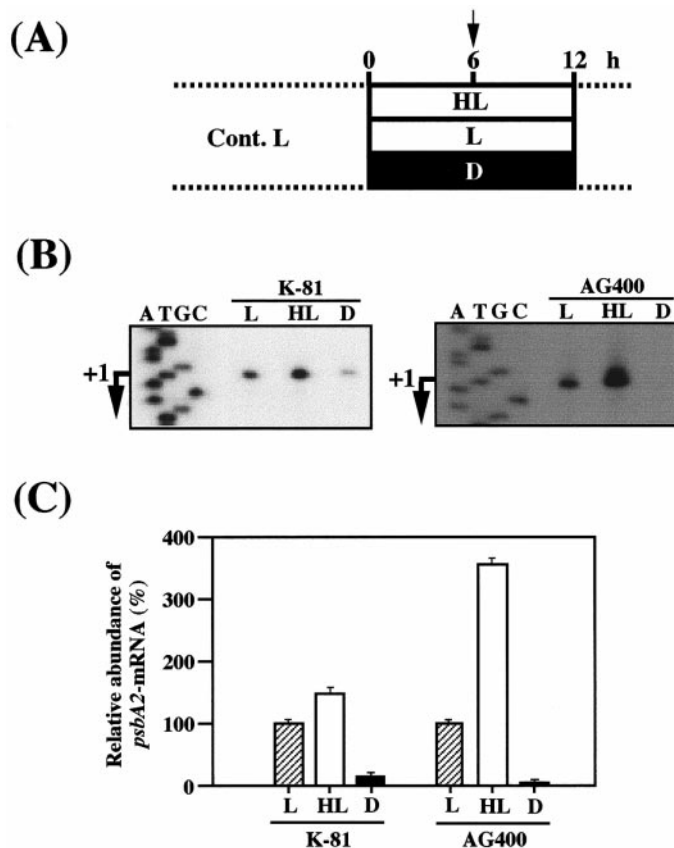 (A)
0 6 12 h
HL
Cont. L
L
D
(B)
K-81
AG400
A T G C L HL D
A T G C L HL D
+1
+1
(C)
Relative abundance of
psbA2-mRNA (%)
400
300
200
100
0
L HL D L HL D
K-81 AG400